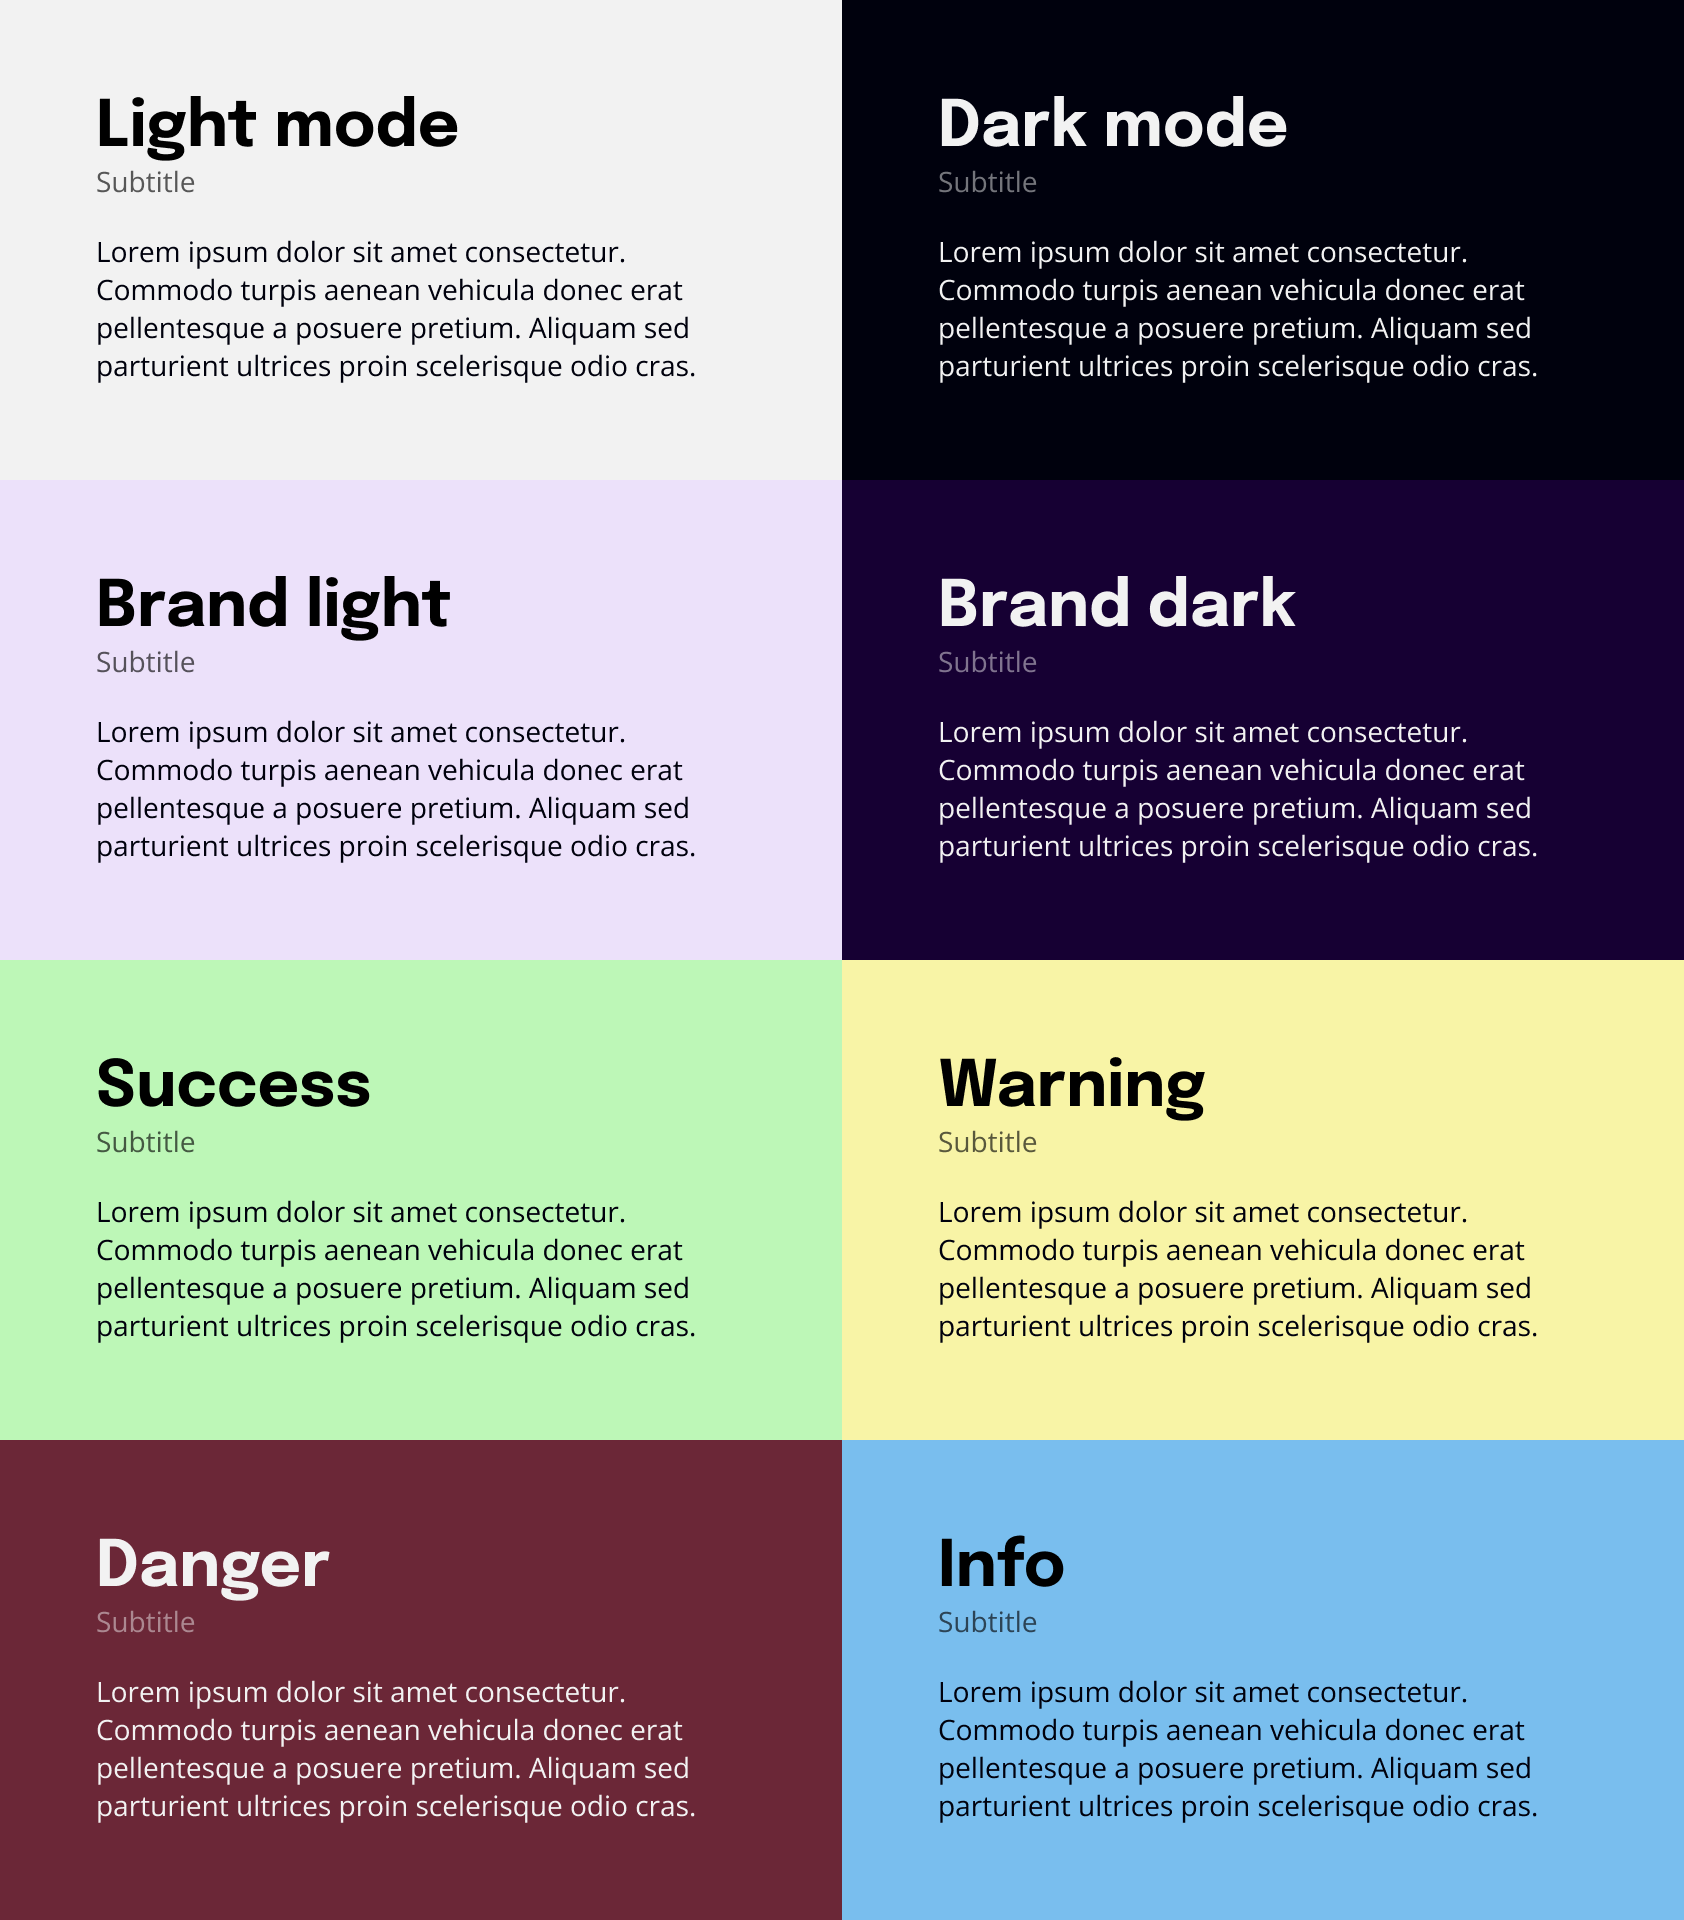 Light mode
Subtitle
Lorem ipsum dolor sit amet consectetur.
Commodo turpis aenean vehicula donec erat
pellentesque a posuere pretium. Aliquam sed
parturient ultrices proin scelerisque odio cras.
Dark mode
Subtitle
Lorem ipsum dolor sit amet consectetur.
Commodo turpis aenean vehicula donec erat
pellentesque a posuere pretium. Aliquam sed
parturient ultrices proin scelerisque odio cras.
Brand light
Subtitle
Lorem ipsum dolor sit amet consectetur.
Commodo turpis aenean vehicula donec erat
pellentesque a posuere pretium. Aliquam sed
parturient ultrices proin scelerisque odio cras.
Brand dark
Subtitle
Lorem ipsum dolor sit amet consectetur.
Commodo turpis aenean vehicula donec erat
pellentesque a posuere pretium. Aliquam sed
parturient ultrices proin scelerisque odio cras.
Success
Subtitle
Lorem ipsum dolor sit amet consectetur.
Commodo turpis aenean vehicula donec erat
pellentesque a posuere pretium. Aliquam sed
parturient ultrices proin scelerisque odio cras.
Warning
Subtitle
Lorem ipsum dolor sit amet consectetur.
Commodo turpis aenean vehicula donec erat
pellentesque a posuere pretium. Aliquam sed
parturient ultrices proin scelerisque odio cras.
Danger
Subtitle
Lorem ipsum dolor sit amet consectetur.
Commodo turpis aenean vehicula donec erat
pellentesque a posuere pretium. Aliquam sed
parturient ultrices proin scelerisque odio cras.
Info
Subtitle
Lorem ipsum dolor sit amet consectetur.
Commodo turpis aenean vehicula donec erat
pellentesque a posuere pretium. Aliquam sed
parturient ultrices proin scelerisque odio cras.